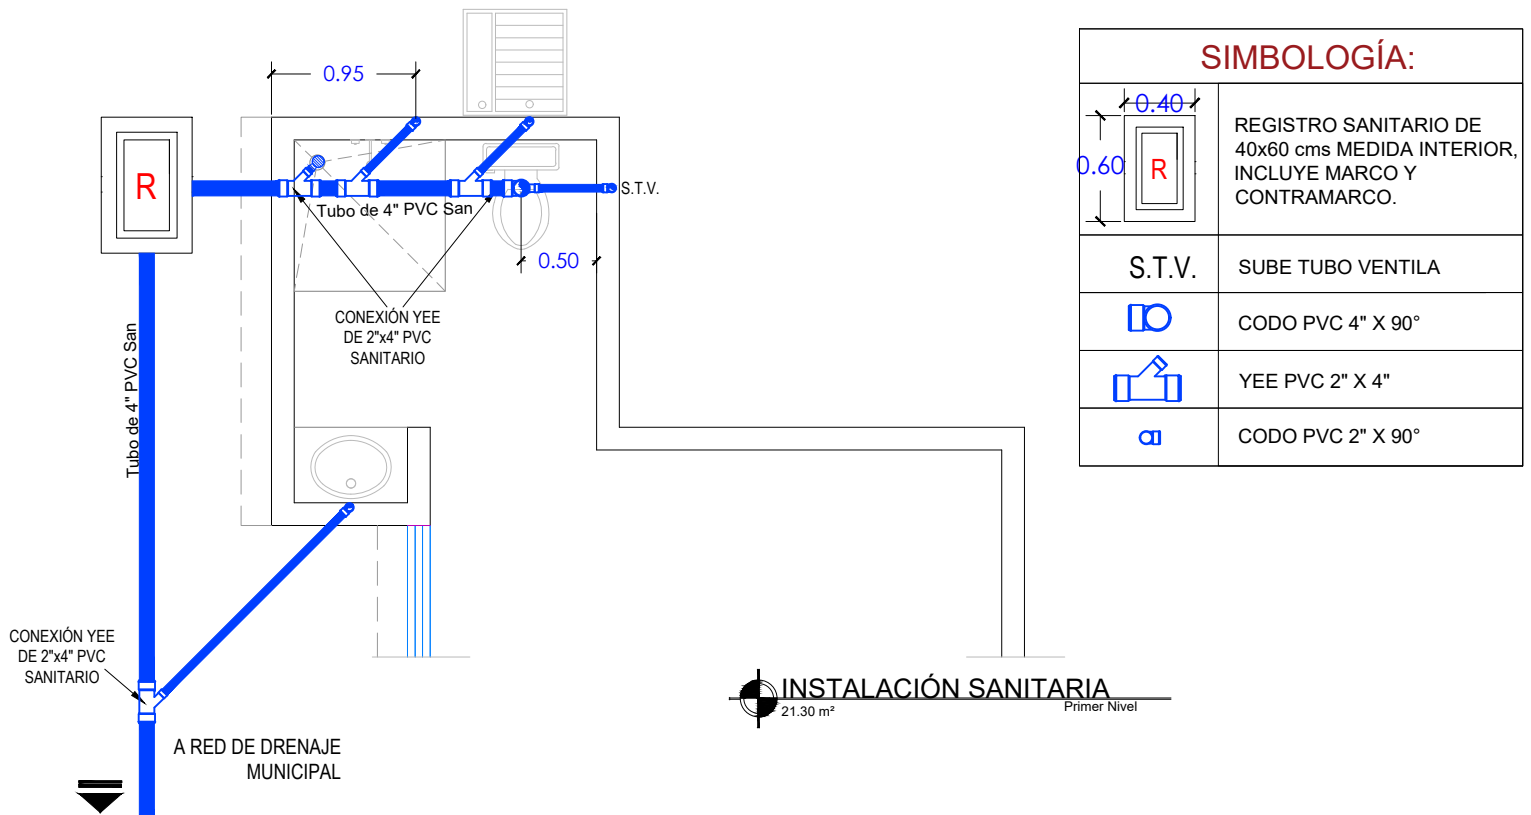 0.95
R
S.T.V.
Tubo de 4" PVC San
0.50
CONEXIÓN YEE
DE 2"x4" PVC
SANITARIO
Tubo de 4" PVC San
CONEXIÓN YEE
DE 2"x4" PVC
SANITARIO
A RED DE DRENAJE
MUNICIPAL
INSTALACIÓN SANITARIA
21.30 m²
Primer Nivel
SIMBOLOGÍA:
0.40
0.60
R
REGISTRO SANITARIO DE
40x60 cms MEDIDA INTERIOR,
INCLUYE MARCO Y
CONTRAMARCO.
S.T.V.
SUBE TUBO VENTILA
CODO PVC 4" X 90°
YEE PVC 2" X 4"
CODO PVC 2" X 90°